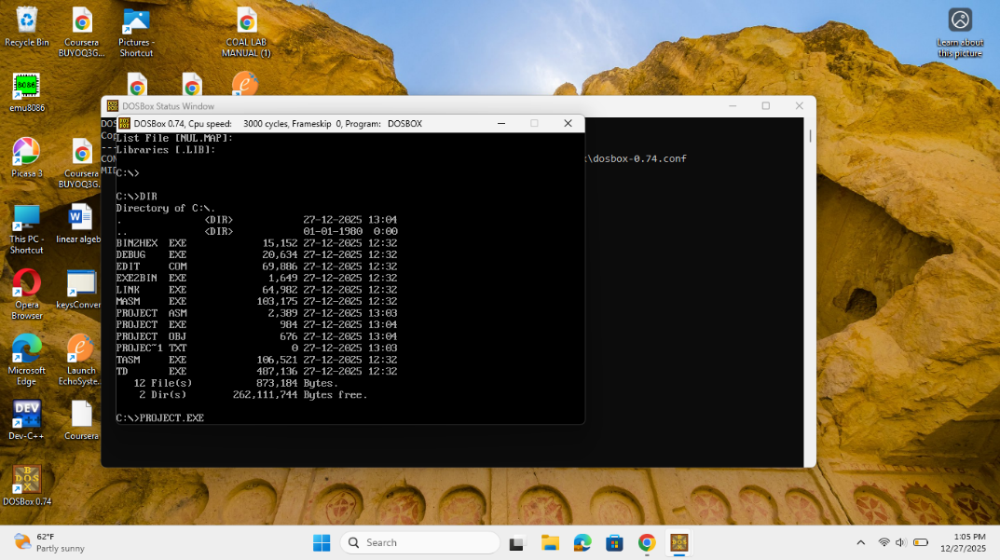 Recycle Bin
Coursera
BUYOQ3G...
Pictures -
Shortcut
COAL LAB
MANUAL (1)
Learn about
this picture
8086
emu8086
Picasa 3
Coursera
BUYOQ3G.
This PC -
Shortcut
linear algeb
Opera
Browser
keysConver
Microsoft
Edge
Launch
EchoSyste..
DEV
Dev-C++
Coursera
DOSBox 0.74
DOSBox Status Window
DOS
Cop
---
CON
MID
x\dosbox-0.74.conf
DOSBox 0.74, Cpu speed: 3000 cycles, Frameskip 0, Program: DOSBOX
List File [NUL.MAP]:
Libraries [.LIB]:
C:\>
C:\>DIR
Directory of C:\.
. <DIR> 27-12-2025 13:04
.. <DIR> 01-01-1980 0:00
BIN2HEX EXE 15,152 27-12-2025 12:32
DEBUG EXE 20,634 27-12-2025 12:32
EDIT COM 69,886 27-12-2025 12:32
EXE2BIN EXE 1,649 27-12-2025 12:32
LINK EXE 64,982 27-12-2025 12:32
MASM EXE 103,175 27-12-2025 12:32
PROJECT ASM 2,389 27-12-2025 13:03
PROJECT EXE 984 27-12-2025 13:04
PROJECT OBJ 676 27-12-2025 13:04
PROJEC~1 TXT 0 27-12-2025 13:03
TASM EXE 106,521 27-12-2025 12:32
TD EXE 487,136 27-12-2025 12:32
12 File(s) 873,184 Bytes.
2 Dir(s) 262,111,744 Bytes free.
C:\>PROJECT.EXE
62°F
Partly sunny
Search
1:05 PM
12/27/2025